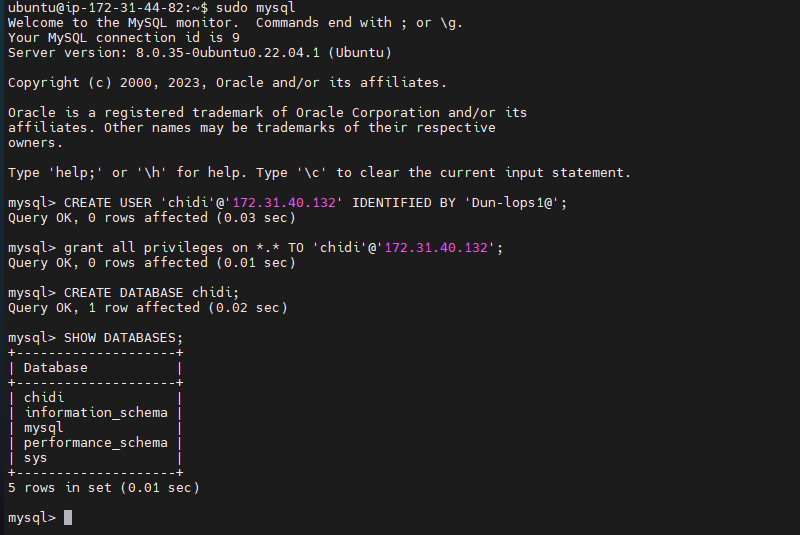 ubuntu@ip-172-31-44-82:~$ sudo mysql
Welcome to the MySQL monitor.  Commands end with ; or \g.
Your MySQL connection id is 9
Server version: 8.0.35-0ubuntu0.22.04.1 (Ubuntu)
Copyright (c) 2000, 2023, Oracle and/or its affiliates.
Oracle is a registered trademark of Oracle Corporation and/or its
affiliates. Other names may be trademarks of their respective
owners.
Type 'help;' or '\h' for help. Type '\c' to clear the current input statement.
mysql> CREATE USER 'chidi'@'172.31.40.132' IDENTIFIED BY 'Dun-lops1@';
Query OK, 0 rows affected (0.03 sec)
mysql> grant all privileges on *.* TO 'chidi'@'172.31.40.132';
Query OK, 0 rows affected (0.01 sec)
mysql> CREATE DATABASE chidi;
Query OK, 1 row affected (0.02 sec)
mysql> SHOW DATABASES;
+--------------------+
| Database           |
+--------------------+
| chidi              |
| information_schema |
| mysql              |
| performance_schema |
| sys                |
+--------------------+
5 rows in set (0.01 sec)
mysql>